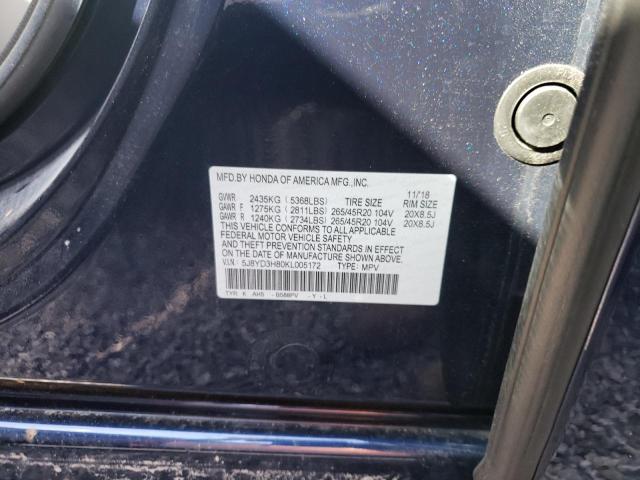 MFD.BY HONDA OF AMERICA MFG.,INC. 11/18
GVWR 2435KG ( 5368LBS) TIRE SIZE RIM SIZE
GAWR F 1275KG ( 2811LBS) 265/45R20 104V 20X8.5J
GAWR R 1240KG ( 2734LBS) 265/45R20 104V 20X8.5J
THIS VEHICLE CONFORMS TO ALL APPLICABLE
FEDERAL MOTOR VEHICLE SAFETY
AND THEFT PREVENTION STANDARDS IN EFFECT
ON THE DATE OF MANUFACTURE SHOWN ABOVE.
V.I.N.: 5J8YD3H80KL005172 TYPE: MPV
TYR K AH5 - B588PV - Y - L